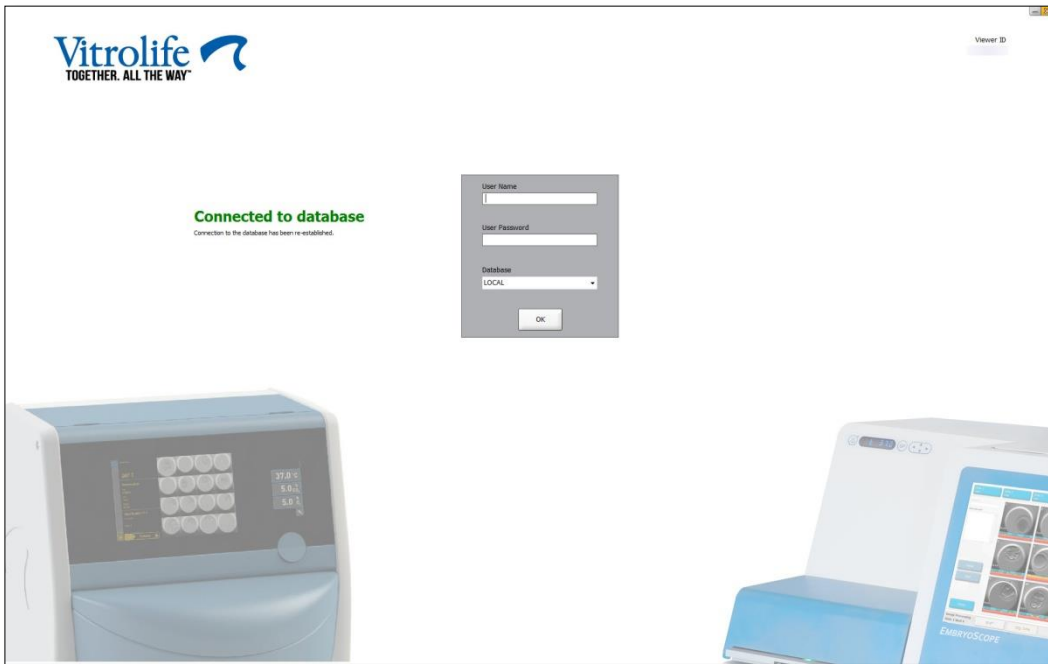 Vitrolife
TOGETHER. ALL THE WAY™
Viewer ID
User Name
User Password
Connected to database
Connection to the database has been re-established.
Database
LOCAL
OK
37.0 °C
5.0
5.0
EMBRYOSCOPE